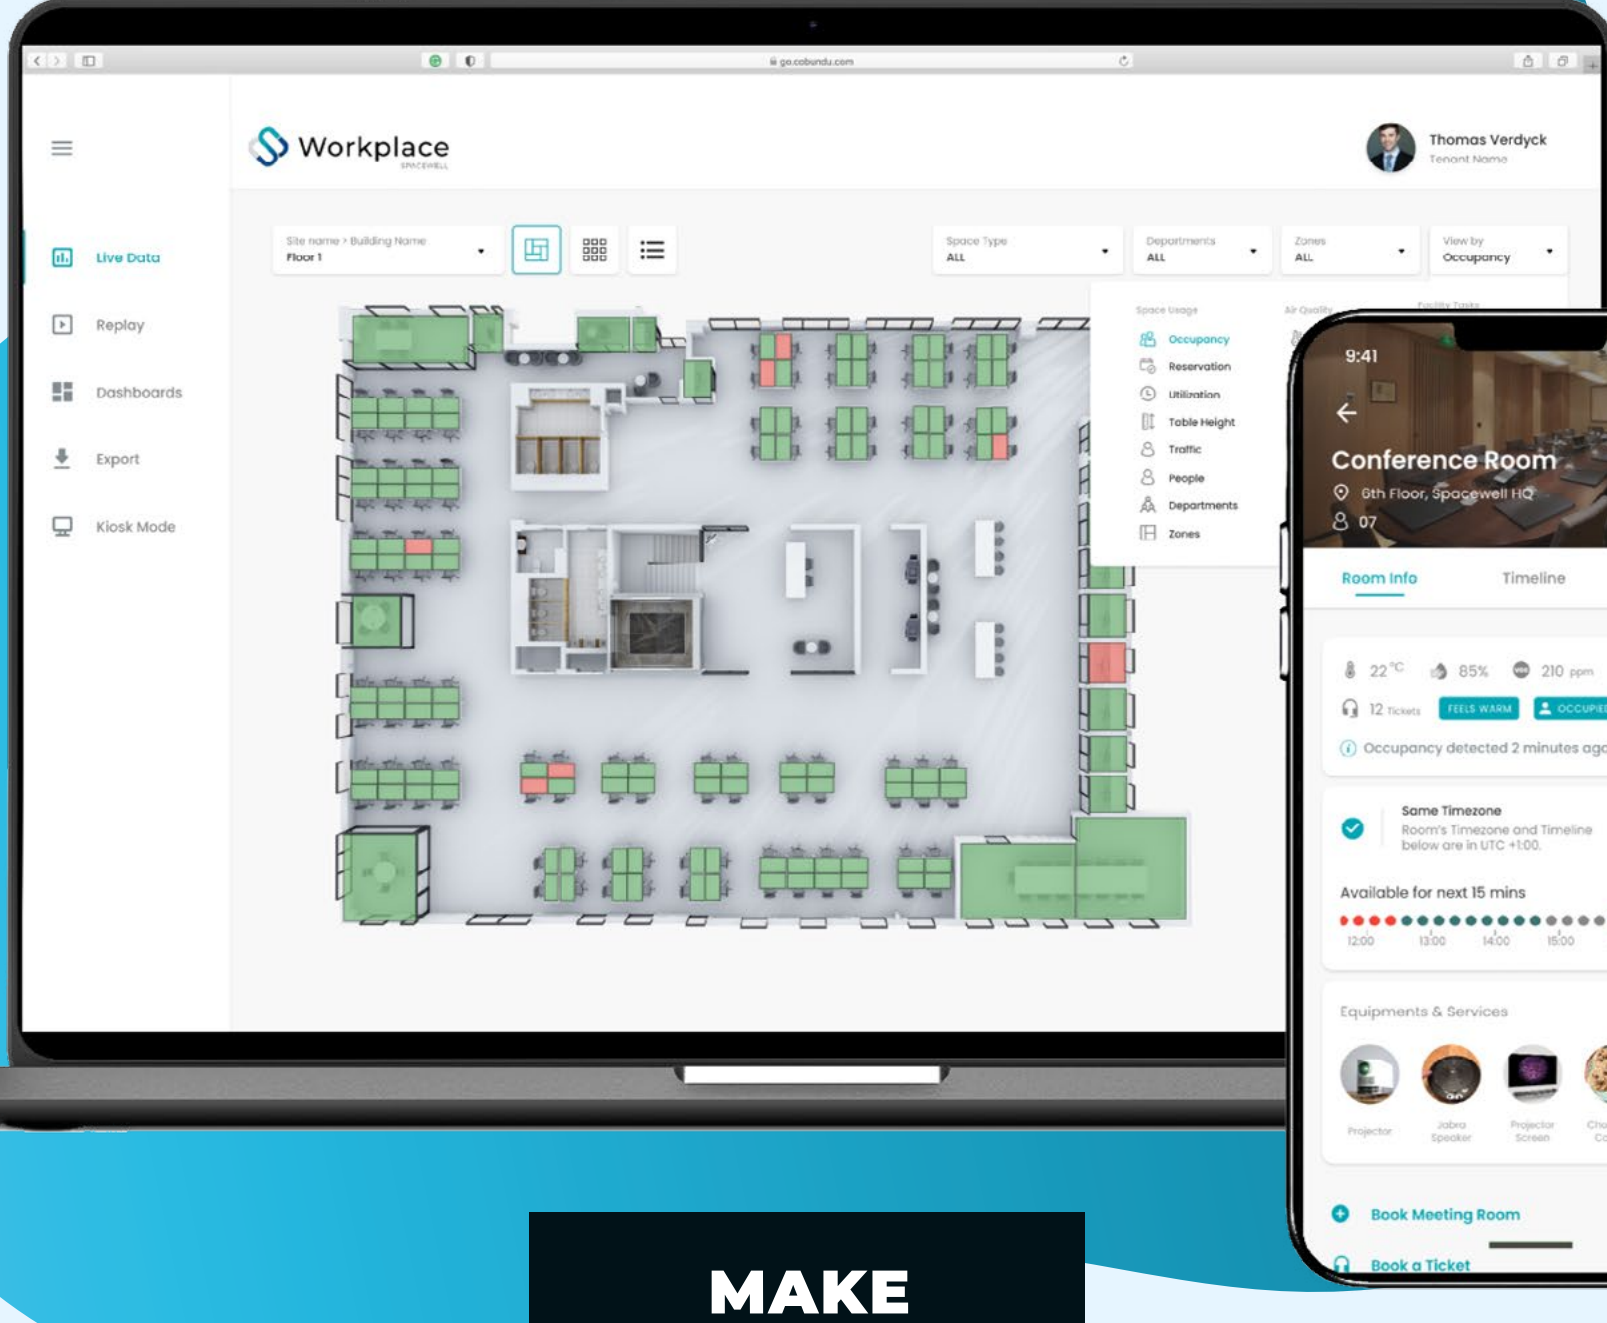 go.cobundu.com
Workplace
SPACEWELL
Thomas Verdyck
Tenant Name
Live Data
Replay
Dashboards
Export
Kiosk Mode
Site name > Building Name
Floor 1
Space Type
ALL
Departments
ALL
Zones
ALL
View by
Occupancy
Space Usage
Occupancy
Reservation
Utilization
Table Height
Traffic
People
Departments
Zones
Air Quality
Facility Tasks
9:41
Conference Room
6th Floor, Spacewell HQ
07
Room Info
Timeline
22 °C
85%
210 ppm
12 Tickets
FEELS WARM
OCCUPIED
Occupancy detected 2 minutes ago
Same Timezone
Room's Timezone and Timeline
below are in UTC +1:00.
Available for next 15 mins
12:00 13:00 14:00 15:00
Equipments & Services
Projector
Jabra
Speaker
Projector
Screen
Book Meeting Room
Book a Ticket
MAKE